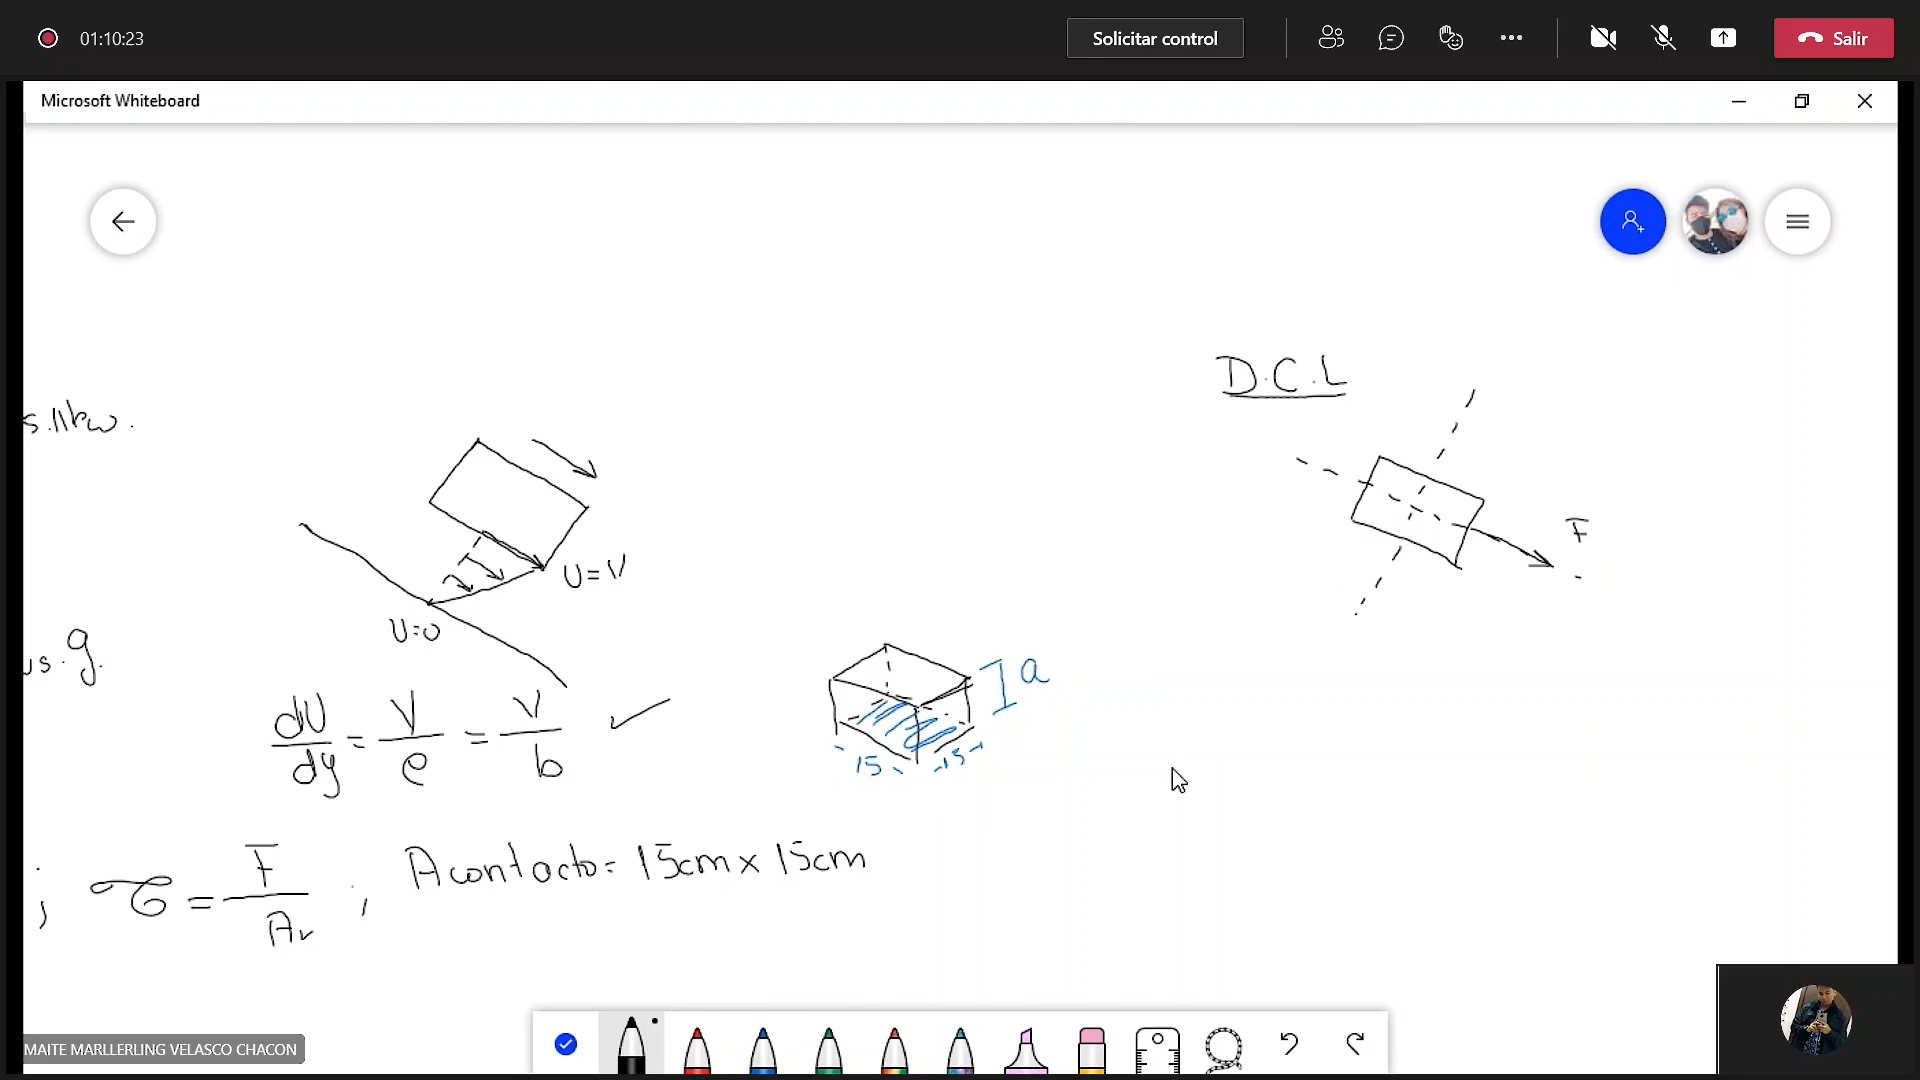 01:10:23
Solicitar control
Salir
Microsoft Whiteboard
D.C.L
F
U=V
U=0
a
15
15
dU/dy = V/e = V/b
; τ = F/A ; Acontacto= 15cm x 15cm
MAITE MARLLERLING VELASCO CHACON